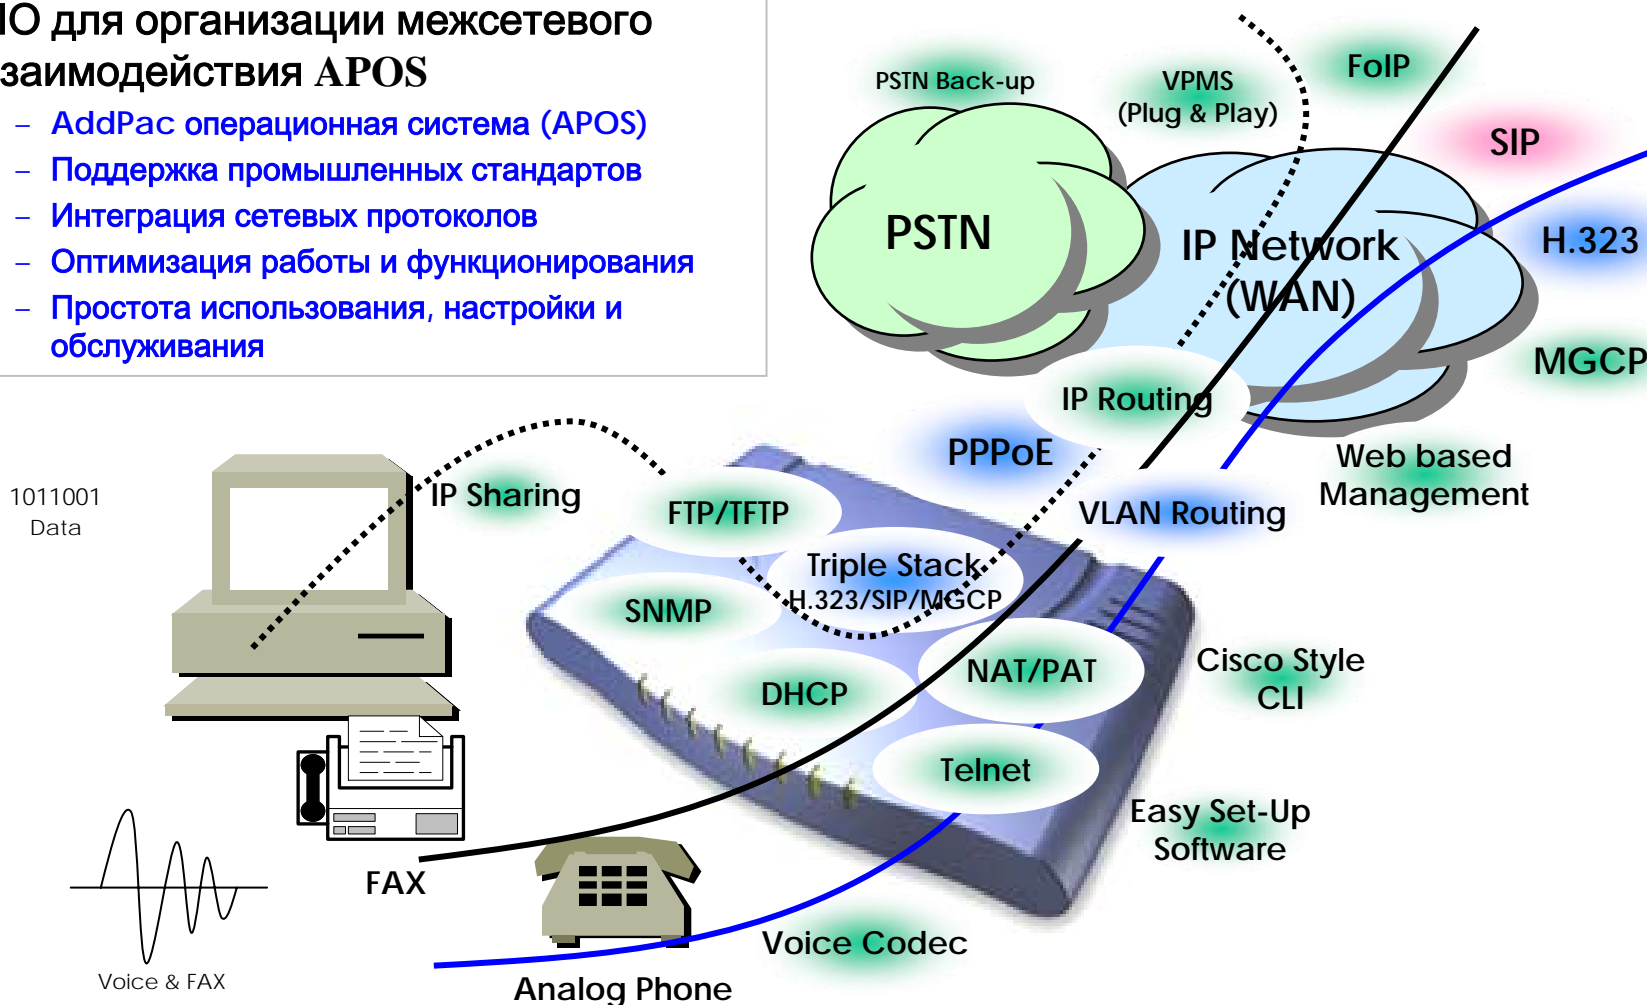 ПО для организации межсетевого
заимодействия APOS
– AddPac операционная система (APOS)
– Поддержка промышленных стандартов
– Интеграция сетевых протоколов
– Оптимизация работы и функционирования
– Простота использования, настройки и
обслуживания
PSTN Back-up
VPMS
(Plug & Play)
FoIP
SIP
PSTN
IP Network
(WAN)
H.323
MGCP
IP Routing
PPPoE
Web based
Management
1011001
Data
IP Sharing
FTP/TFTP
VLAN Routing
Triple Stack
H.323/SIP/MGCP
SNMP
NAT/PAT
Cisco Style
CLI
DHCP
Telnet
Easy Set-Up
Software
FAX
Voice Codec
Voice & FAX
Analog Phone